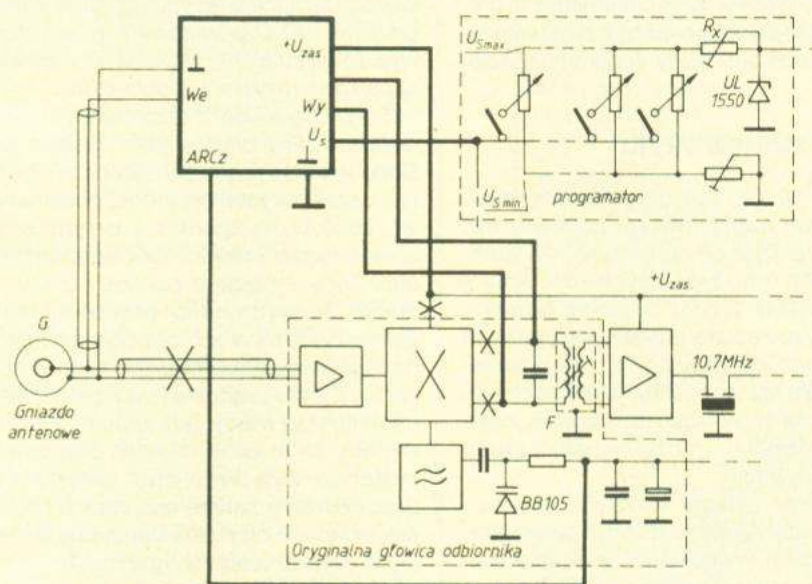 +Uzas
We
Wy
Us
ARCz
USmax
Rx
UL
1550
USmin
programator
+Uzas.
G
Gniazdo
antenowe
10,7MHz
F
BB105
Oryginalna głowica odbiornika